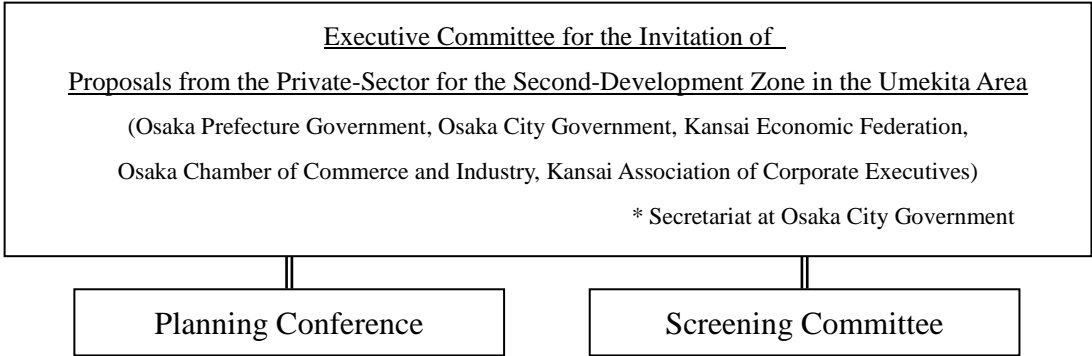 Executive Committee for the Invitation of
Proposals from the Private-Sector for the Second-Development Zone in the Umekita Area
(Osaka Prefecture Government, Osaka City Government, Kansai Economic Federation,
Osaka Chamber of Commerce and Industry, Kansai Association of Corporate Executives)
* Secretariat at Osaka City Government
Planning Conference
Screening Committee